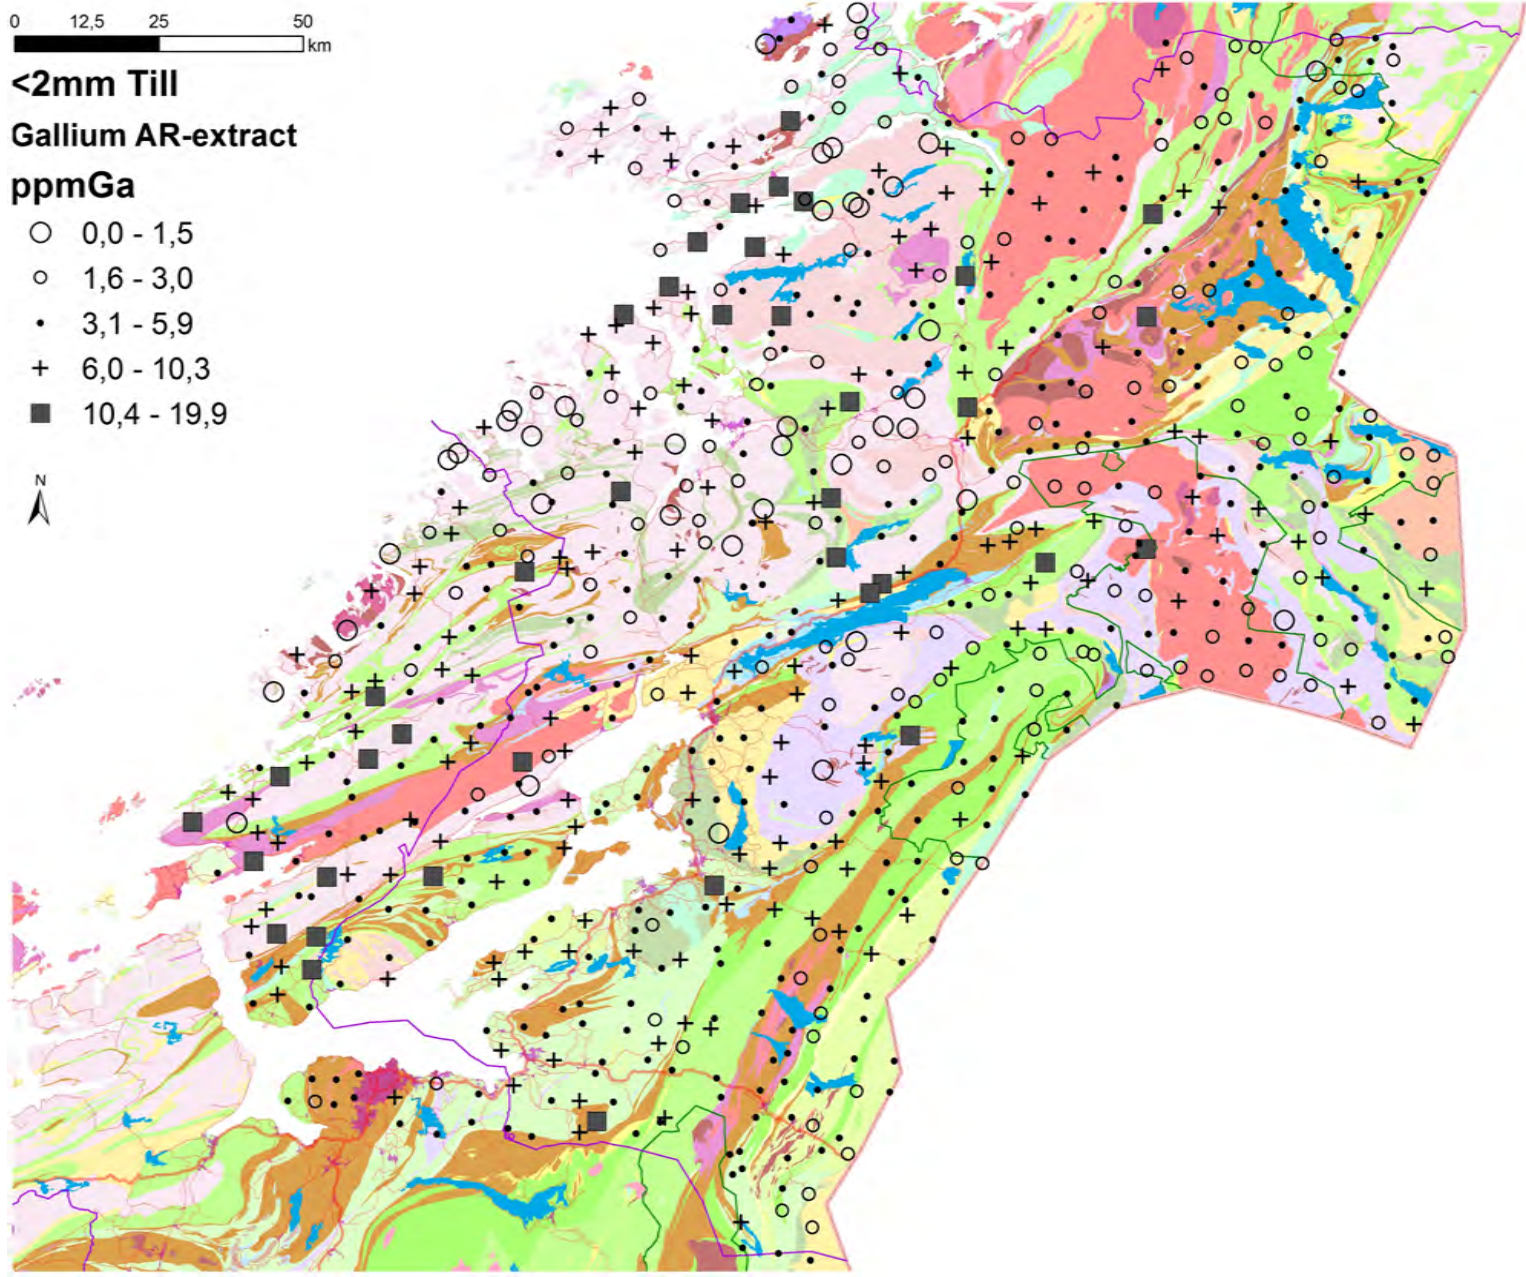 0 12,5 25 50
km
<2mm Till
Gallium AR-extract
ppmGa
0,0 - 1,5
1,6 - 3,0
3,1 - 5,9
6,0 - 10,3
10,4 - 19,9
N